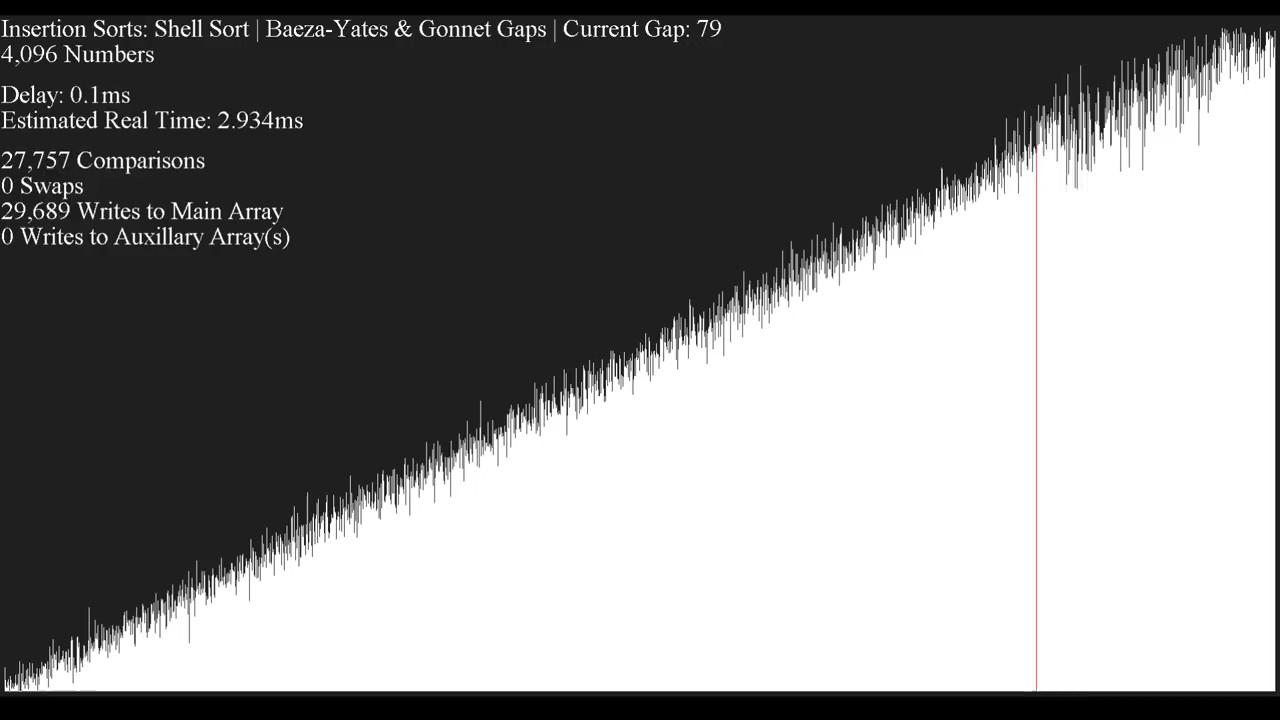 Insertion Sorts: Shell Sort | Baeza-Yates & Gonnet Gaps | Current Gap: 79
4,096 Numbers
Delay: 0.1ms
Estimated Real Time: 2.934ms
27,757 Comparisons
0 Swaps
29,689 Writes to Main Array
0 Writes to Auxillary Array(s)